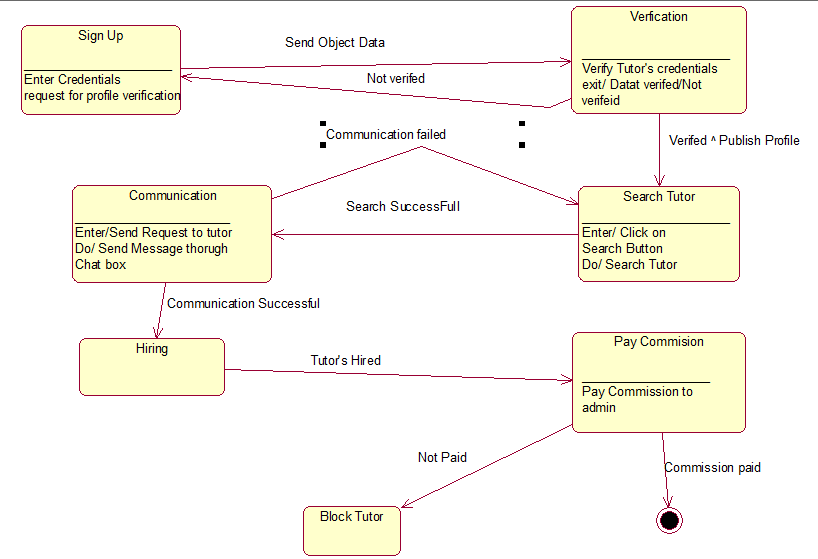 Sign Up
Enter Credentials
request for profile verification
Send Object Data
Not verifed
Verfication
Verify Tutor's credentials
exit/ Datat verifed/Not
verifeid
Communication failed
Verifed ^ Publish Profile
Communication
Enter/Send Request to tutor
Do/ Send Message thorugh
Chat box
Search SuccessFull
Search Tutor
Enter/ Click on
Search Button
Do/ Search Tutor
Communication Successful
Hiring
Tutor's Hired
Pay Commision
Pay Commission to
admin
Not Paid
Commission paid
Block Tutor